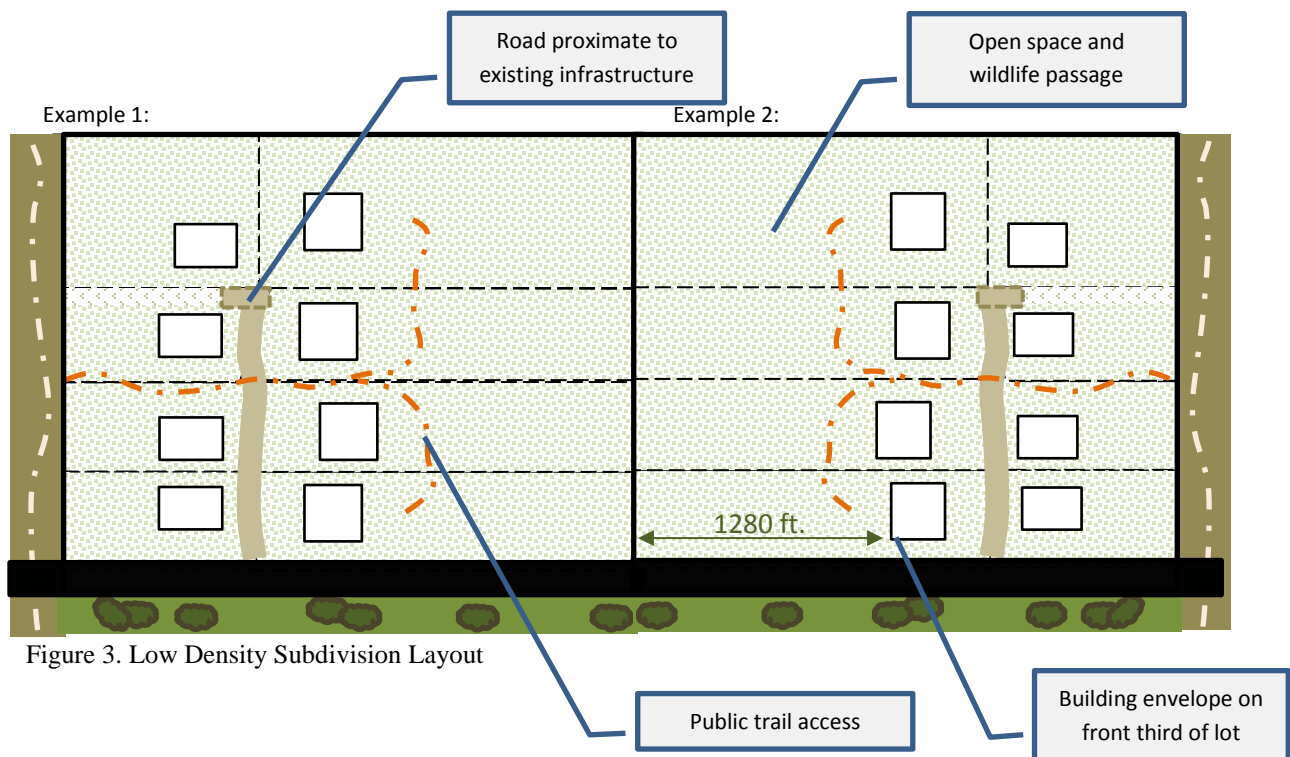 Road proximate to
existing infrastructure
Open space and
wildlife passage
Example 1:
Example 2:
1280 ft.
Figure 3. Low Density Subdivision Layout
Public trail access
Building envelope on
front third of lot